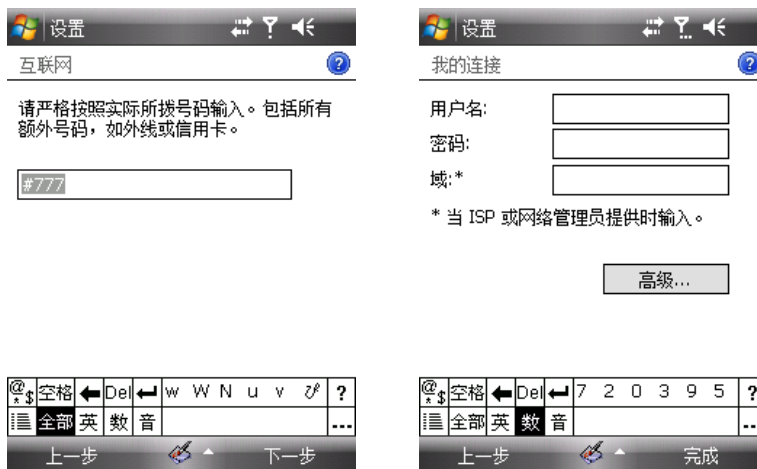 设置
互联网
请严格按照实际所拨号码输入。包括所有
额外号码，如外线或信用卡。
#777
@ * $ 空格 Del w W N u v ?
全部 英 数 音 ...
上一步 下一步
设置
我的连接
用户名:
密码:
域:*
* 当 ISP 或网络管理员提供时输入。
高级...
@ * $ 空格 Del 7 2 0 3 9 5 ?
全部 英 数 音 ..
上一步 完成